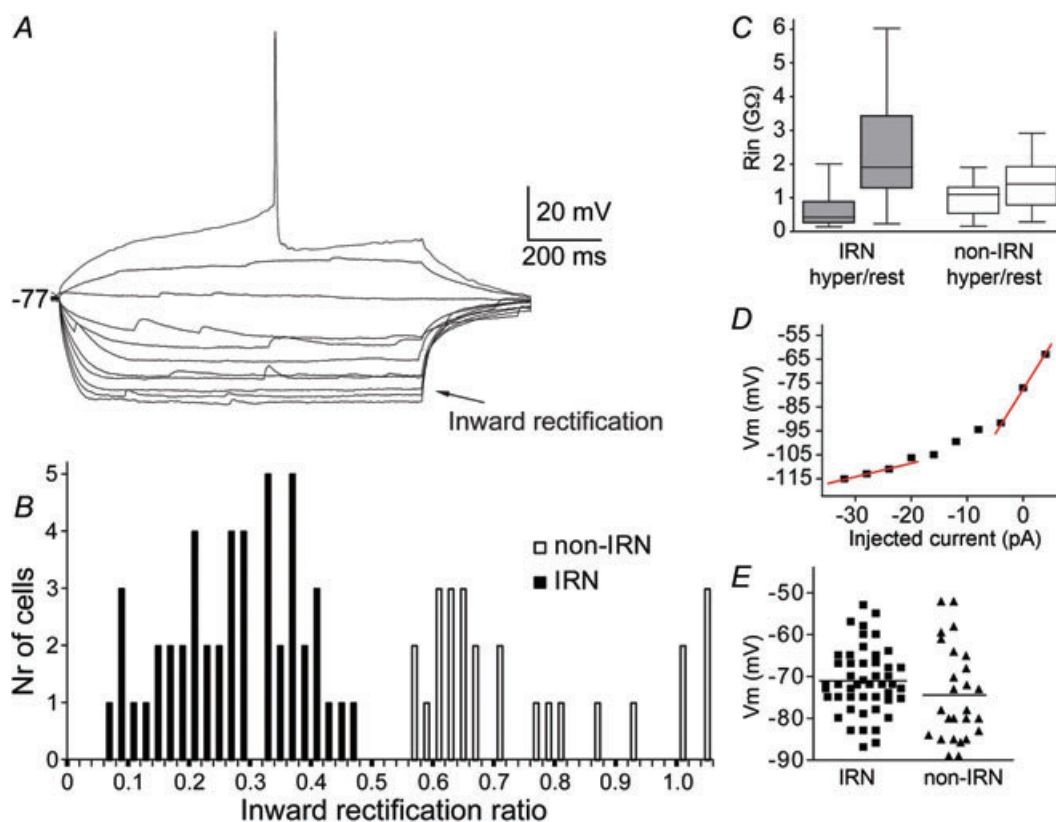 A
-77
20 mV
200 ms
Inward rectification
B
Nr of cells
5
4
3
2
1
0
non-IRN
IRN
0
0.1
0.2
0.3
0.4
0.5
0.6
0.7
0.8
0.9
1.0
Inward rectification ratio
C
Rin (GΩ)
6
5
4
3
2
1
0
IRN
hyper/rest
non-IRN
hyper/rest
D
Vm (mV)
-55
-65
-75
-85
-95
-105
-115
-30
-20
-10
0
Injected current (pA)
E
Vm (mV)
-50
-60
-70
-80
-90
IRN
non-IRN